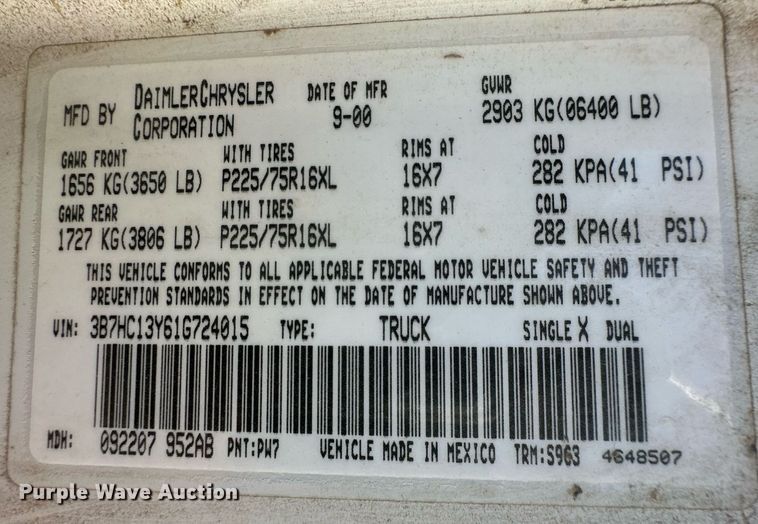 MFD BY DAIMLERCHRYSLER CORPORATION DATE OF MFR 9-00 GVWR 2903 KG(06400 LB)
GAWR FRONT WITH TIRES RIMS AT COLD
1656 KG(3650 LB) P225/75R16XL 16X7 282 KPA(41 PSI)
GAWR REAR WITH TIRES RIMS AT COLD
1727 KG(3806 LB) P225/75R16XL 16X7 282 KPA(41 PSI)
THIS VEHICLE CONFORMS TO ALL APPLICABLE FEDERAL MOTOR VEHICLE SAFETY AND THEFT
PREVENTION STANDARDS IN EFFECT ON THE DATE OF MANUFACTURE SHOWN ABOVE.
VIN: 3B7HC13Y61G724015 TYPE: TRUCK SINGLE X DUAL
MDH: 092207 952AB PNT:PW7 VEHICLE MADE IN MEXICO TRM:S963 4648507
Purple Wave Auction